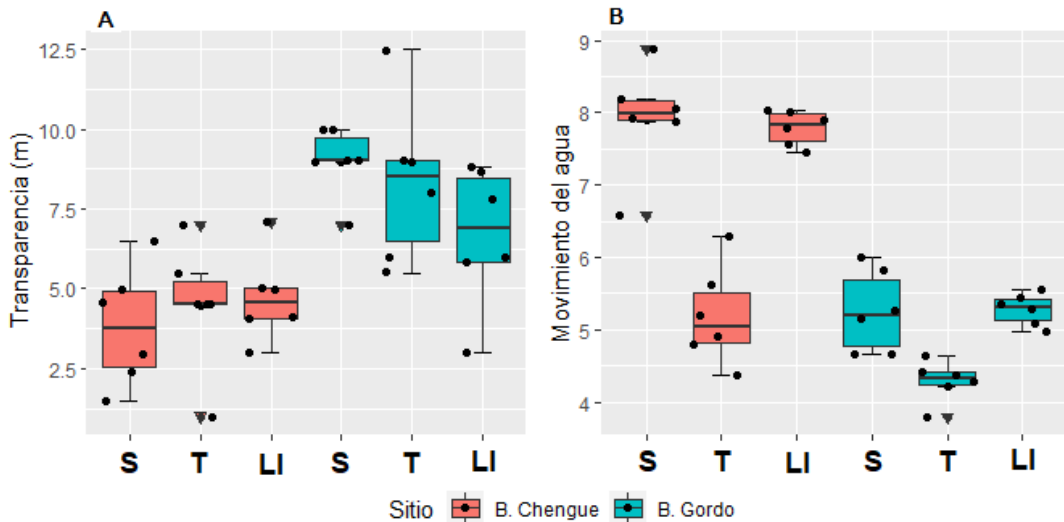 A
Transparencia (m)
12.5
10.0
7.5
5.0
2.5
S T LI S T LI
B
Movimiento del agua
9
8
7
6
5
4
S T LI S T LI
Sitio B. Chengue B. Gordo